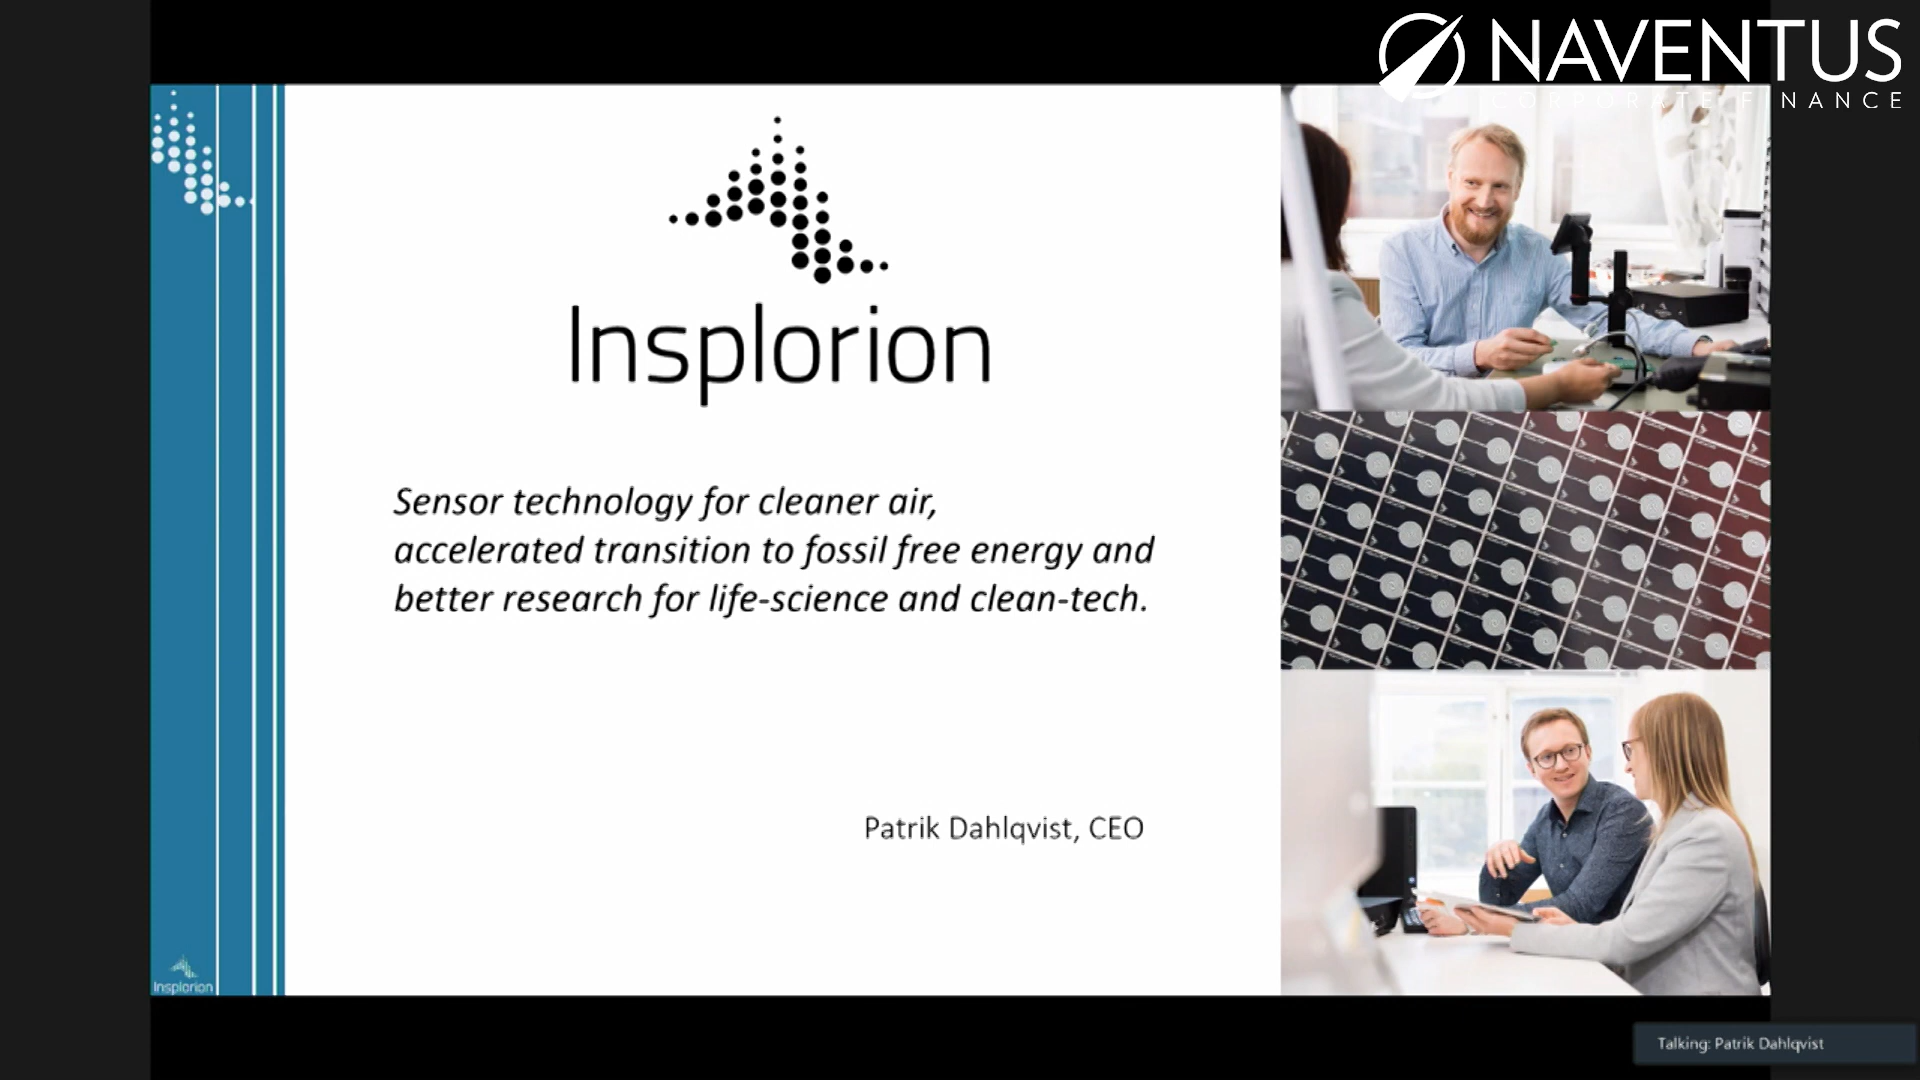 NAVENTUS
CORPORATE FINANCE
Insplorion
Sensor technology for cleaner air,
accelerated transition to fossil free energy and
better research for life-science and clean-tech.
Patrik Dahlqvist, CEO
Insplorion
Talking: Patrik Dahlqvist